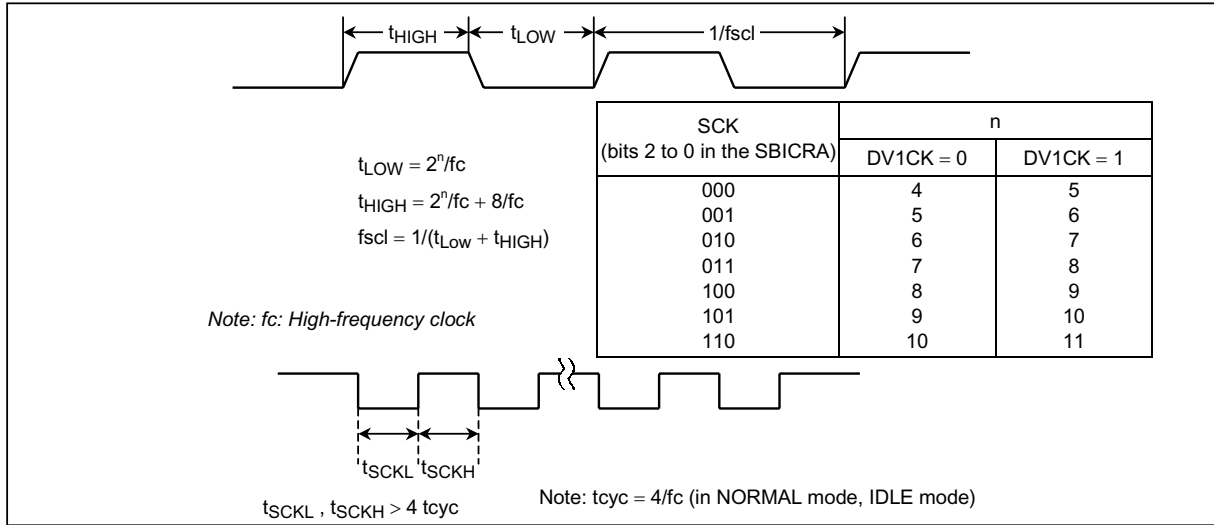 tHIGH tLOW 1/fscl
tLOW = 2^n/fc
tHIGH = 2^n/fc + 8/fc
fscl = 1/(tLow + tHIGH)
Note: fc: High-frequency clock
SCK
(bits 2 to 0 in the SBICRA)
n
DV1CK = 0 DV1CK = 1
000 4 5
001 5 6
010 6 7
011 7 8
100 8 9
101 9 10
110 10 11
tSCKL tSCKH
tSCKL , tSCKH > 4 tcyc
Note: tcyc = 4/fc (in NORMAL mode, IDLE mode)